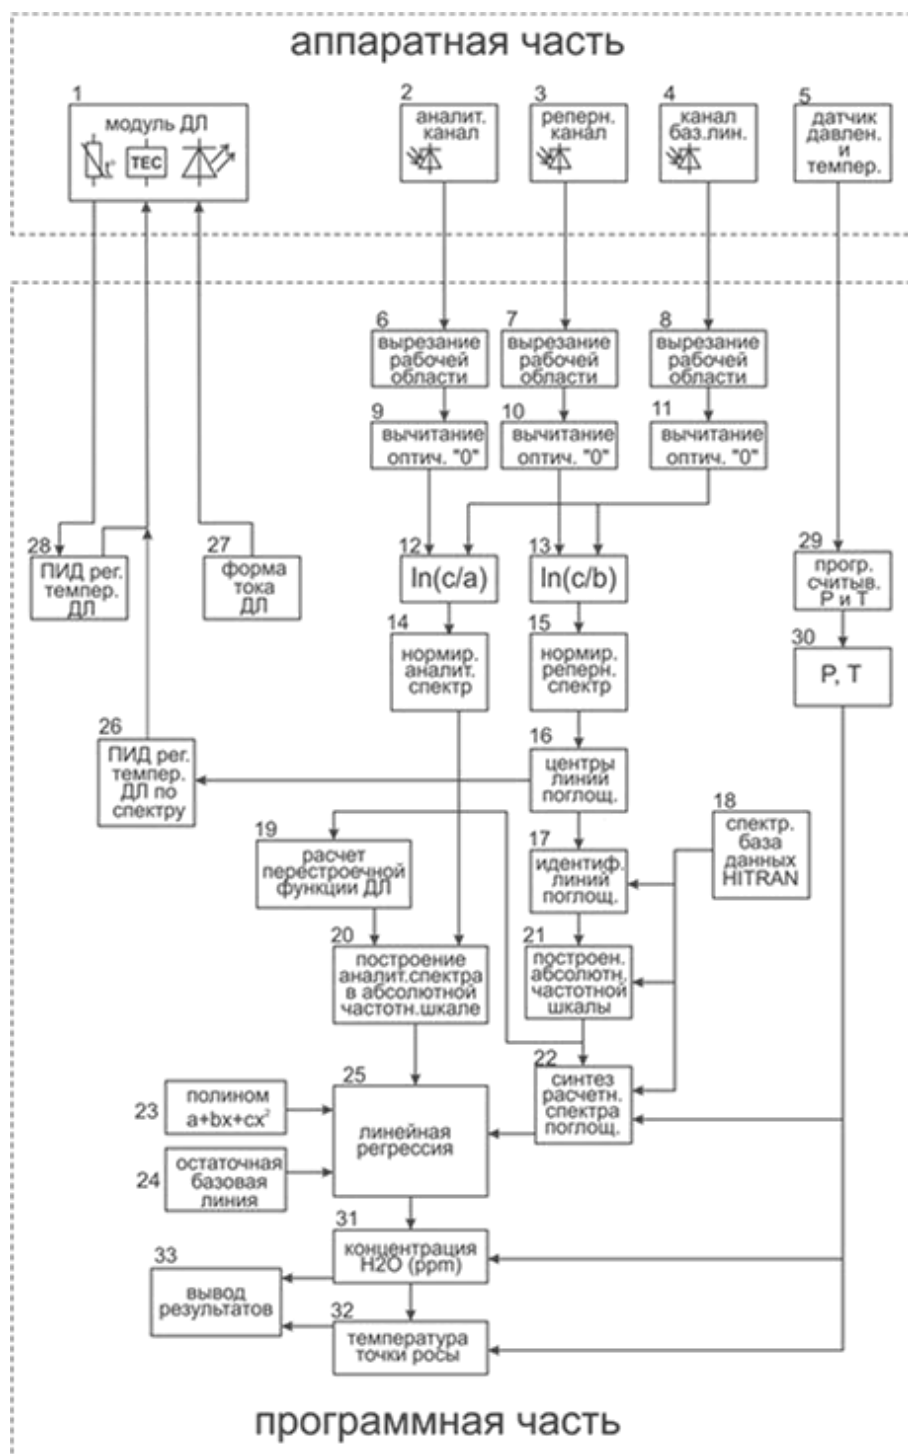 аппаратная часть
1
модуль ДЛ
t°
TEC
2
аналит.
канал
3
реперн.
канал
4
канал
баз.лин.
5
датчик
давлен.
и
темпер.
6
вырезание
рабочей
области
7
вырезание
рабочей
области
8
вырезание
рабочей
области
9
вычитание
оптич. "0"
10
вычитание
оптич. "0"
11
вычитание
оптич. "0"
28
ПИД рег.
темпер.
ДЛ
27
форма
тока
ДЛ
12
ln(c/a)
13
ln(c/b)
29
прогр.
считыв.
P и T
14
нормир.
аналит.
спектр
15
нормир.
реперн.
спектр
30
P, T
26
ПИД рег.
темпер.
ДЛ по
спектру
16
центры
линий
поглощ.
19
расчет
перестроечной
функции ДЛ
17
идентиф.
линий
поглощ.
18
спектр.
база
данных
HITRAN
20
построение
аналит.спектра
в абсолютной
частотн.шкале
21
построен.
абсолютн.
частотной
шкалы
22
синтез
расчетн.
спектра
поглощ.
23
полином
a+bx+cx²
24
остаточная
базовая
линия
25
линейная
регрессия
31
концентрация
H2O (ppm)
33
вывод
результатов
32
температура
точки росы
программная часть